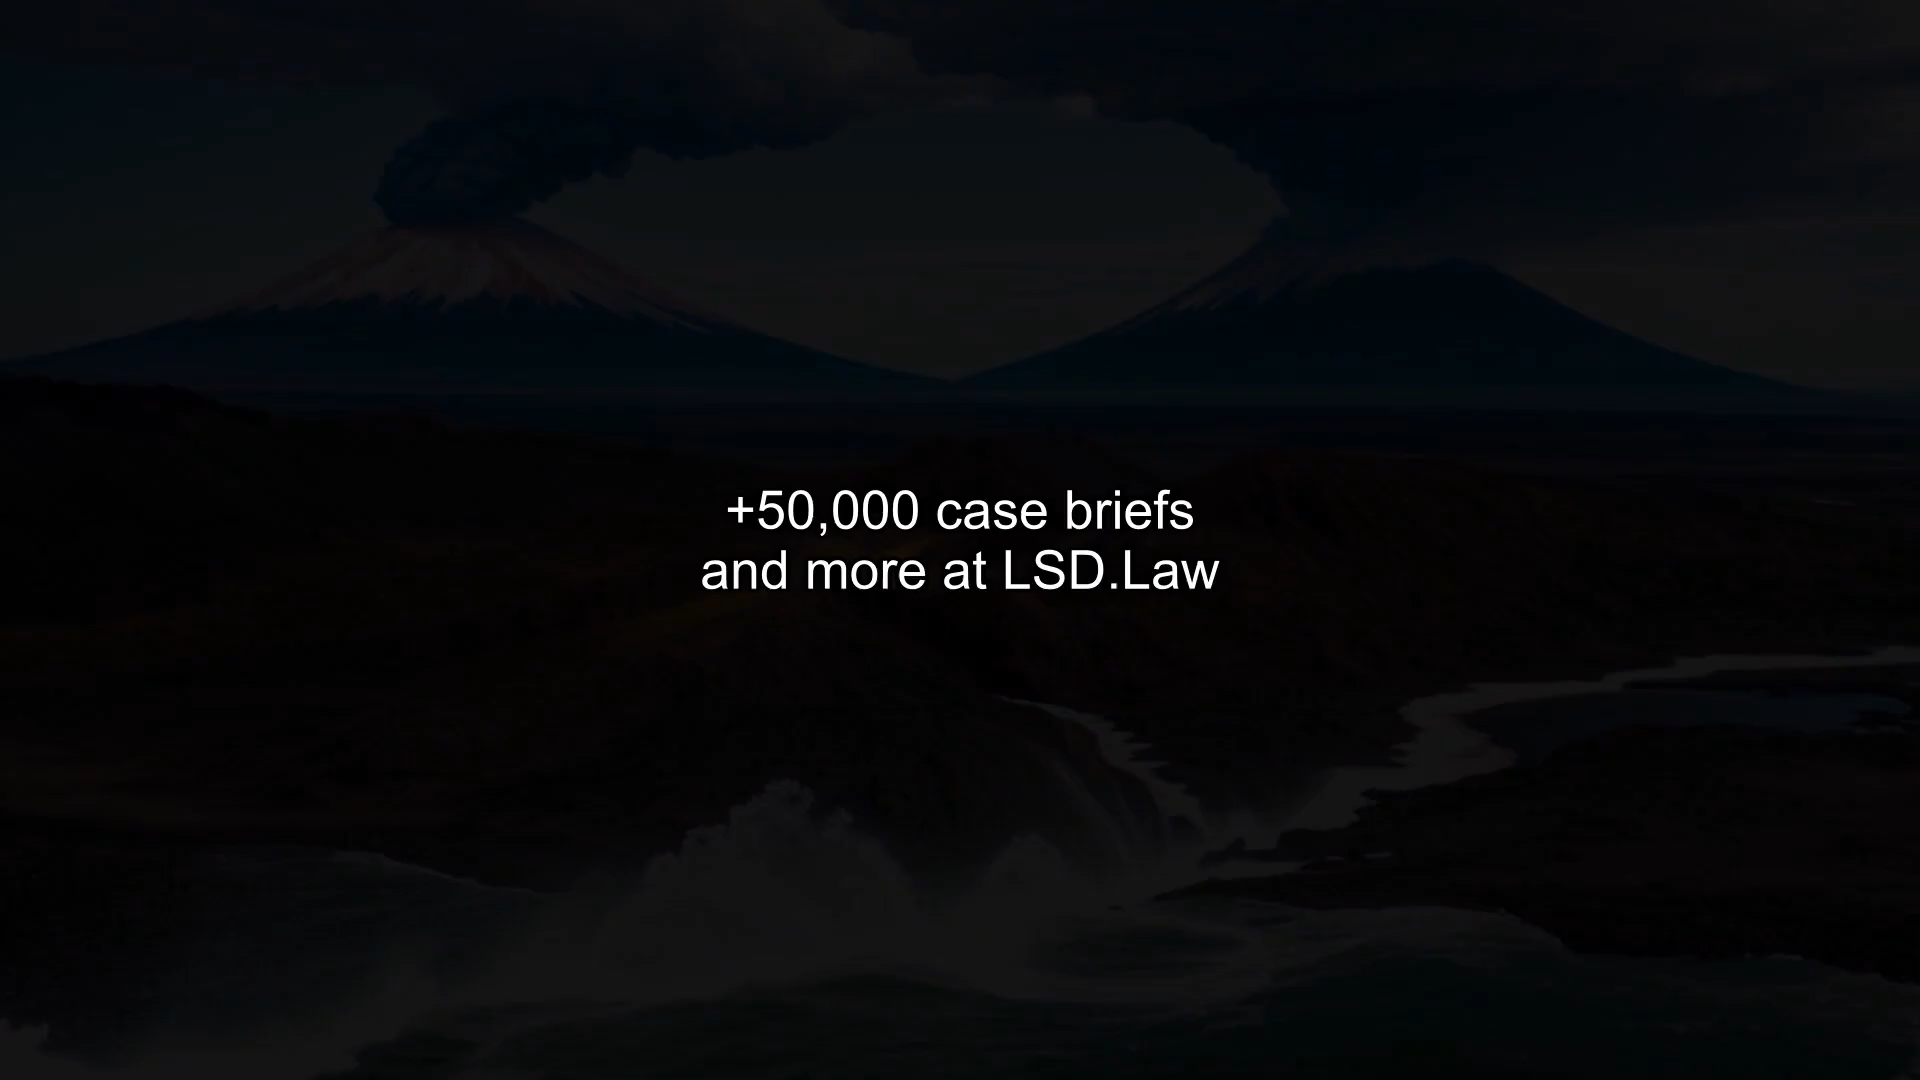 +50,000 case briefs
and more at LSD.Law